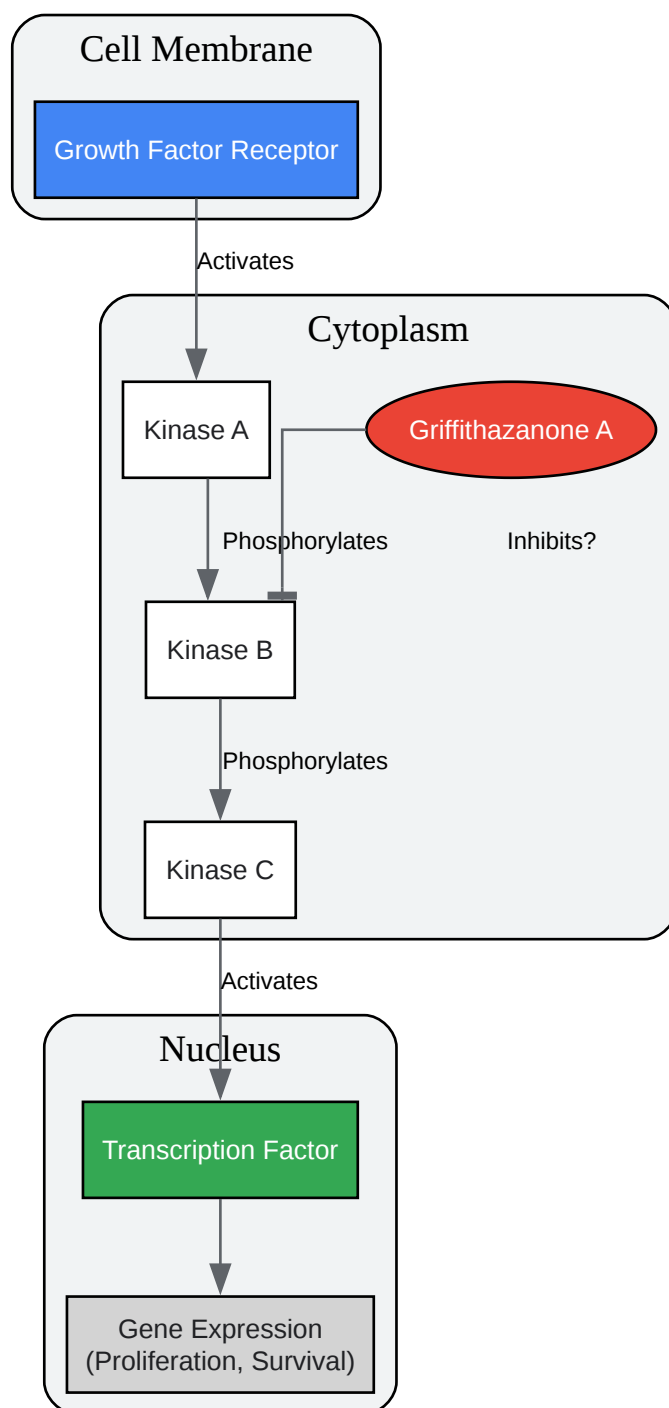 Cell Membrane
Growth Factor Receptor
Activates
Cytoplasm
Kinase A
Griffithazanone A
Phosphorylates
Inhibits?
Kinase B
Phosphorylates
Kinase C
Activates
Nucleus
Transcription Factor
Gene Expression
(Proliferation, Survival)